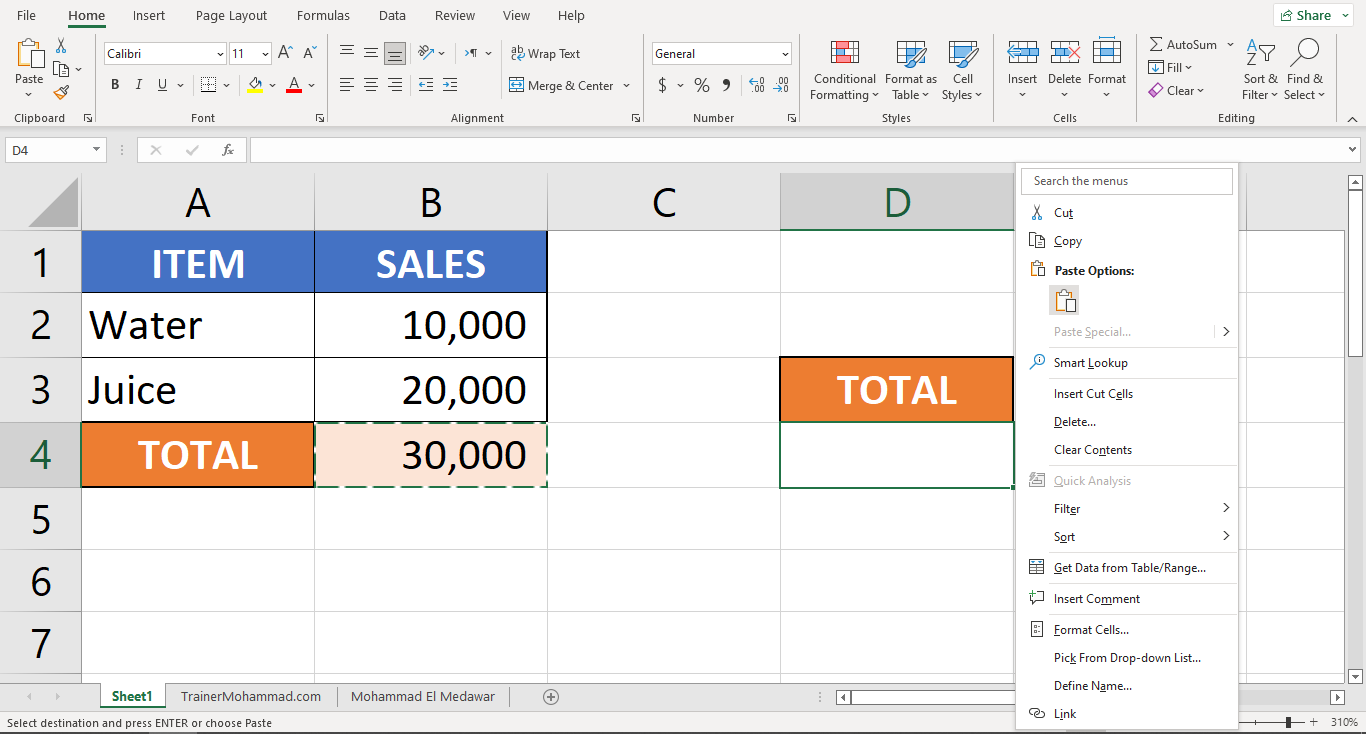 File Home Insert Page Layout Formulas Data Review View Help Share
Paste
Calibri 11
B I U
A
ab Wrap Text
Merge & Center
General
$ % 9
Conditional Formatting
Format as Table
Cell Styles
Insert Delete Format
AutoSum
Fill
Clear
Sort & Filter
Find & Select
Clipboard Font Alignment Number Styles Cells Editing
D4 fx
A B C D
1 ITEM SALES
2 Water 10,000
3 Juice 20,000 TOTAL
4 TOTAL 30,000
5
6
7
Search the menus
Cut
Copy
Paste Options:
Paste Special...
Smart Lookup
Insert Cut Cells
Delete...
Clear Contents
Quick Analysis
Filter
Sort
Get Data from Table/Range...
Insert Comment
Format Cells...
Pick From Drop-down List...
Define Name...
Link
Sheet1 TrainerMohammad.com Mohammad El Medawar
Select destination and press ENTER or choose Paste 310%